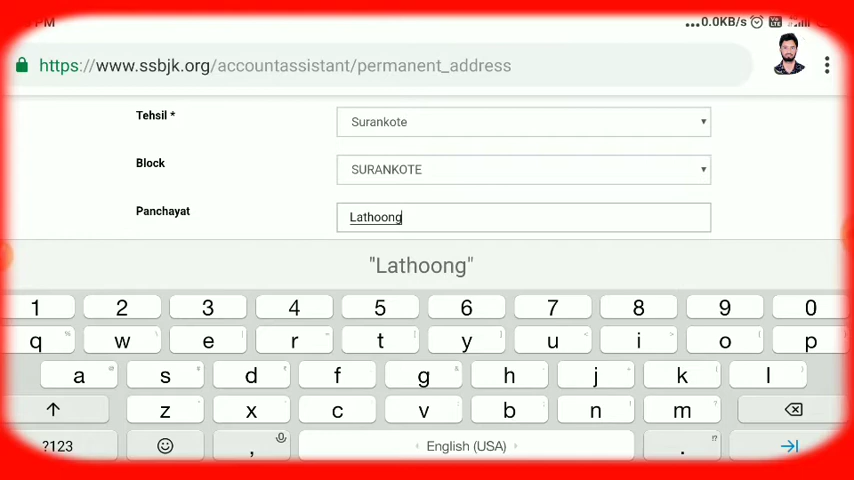 PM
...0.0KB/s
https://www.ssbjk.org/accountassistant/permanent_address
Tehsil *
Surankote
Block
SURANKOTE
Panchayat
Lathoong
"Lathoong"
1 2 3 4 5 6 7 8 9 0
q w e r t y u i o p
a s d f g h j k l
z x c v b n m
?123 , English (USA) .